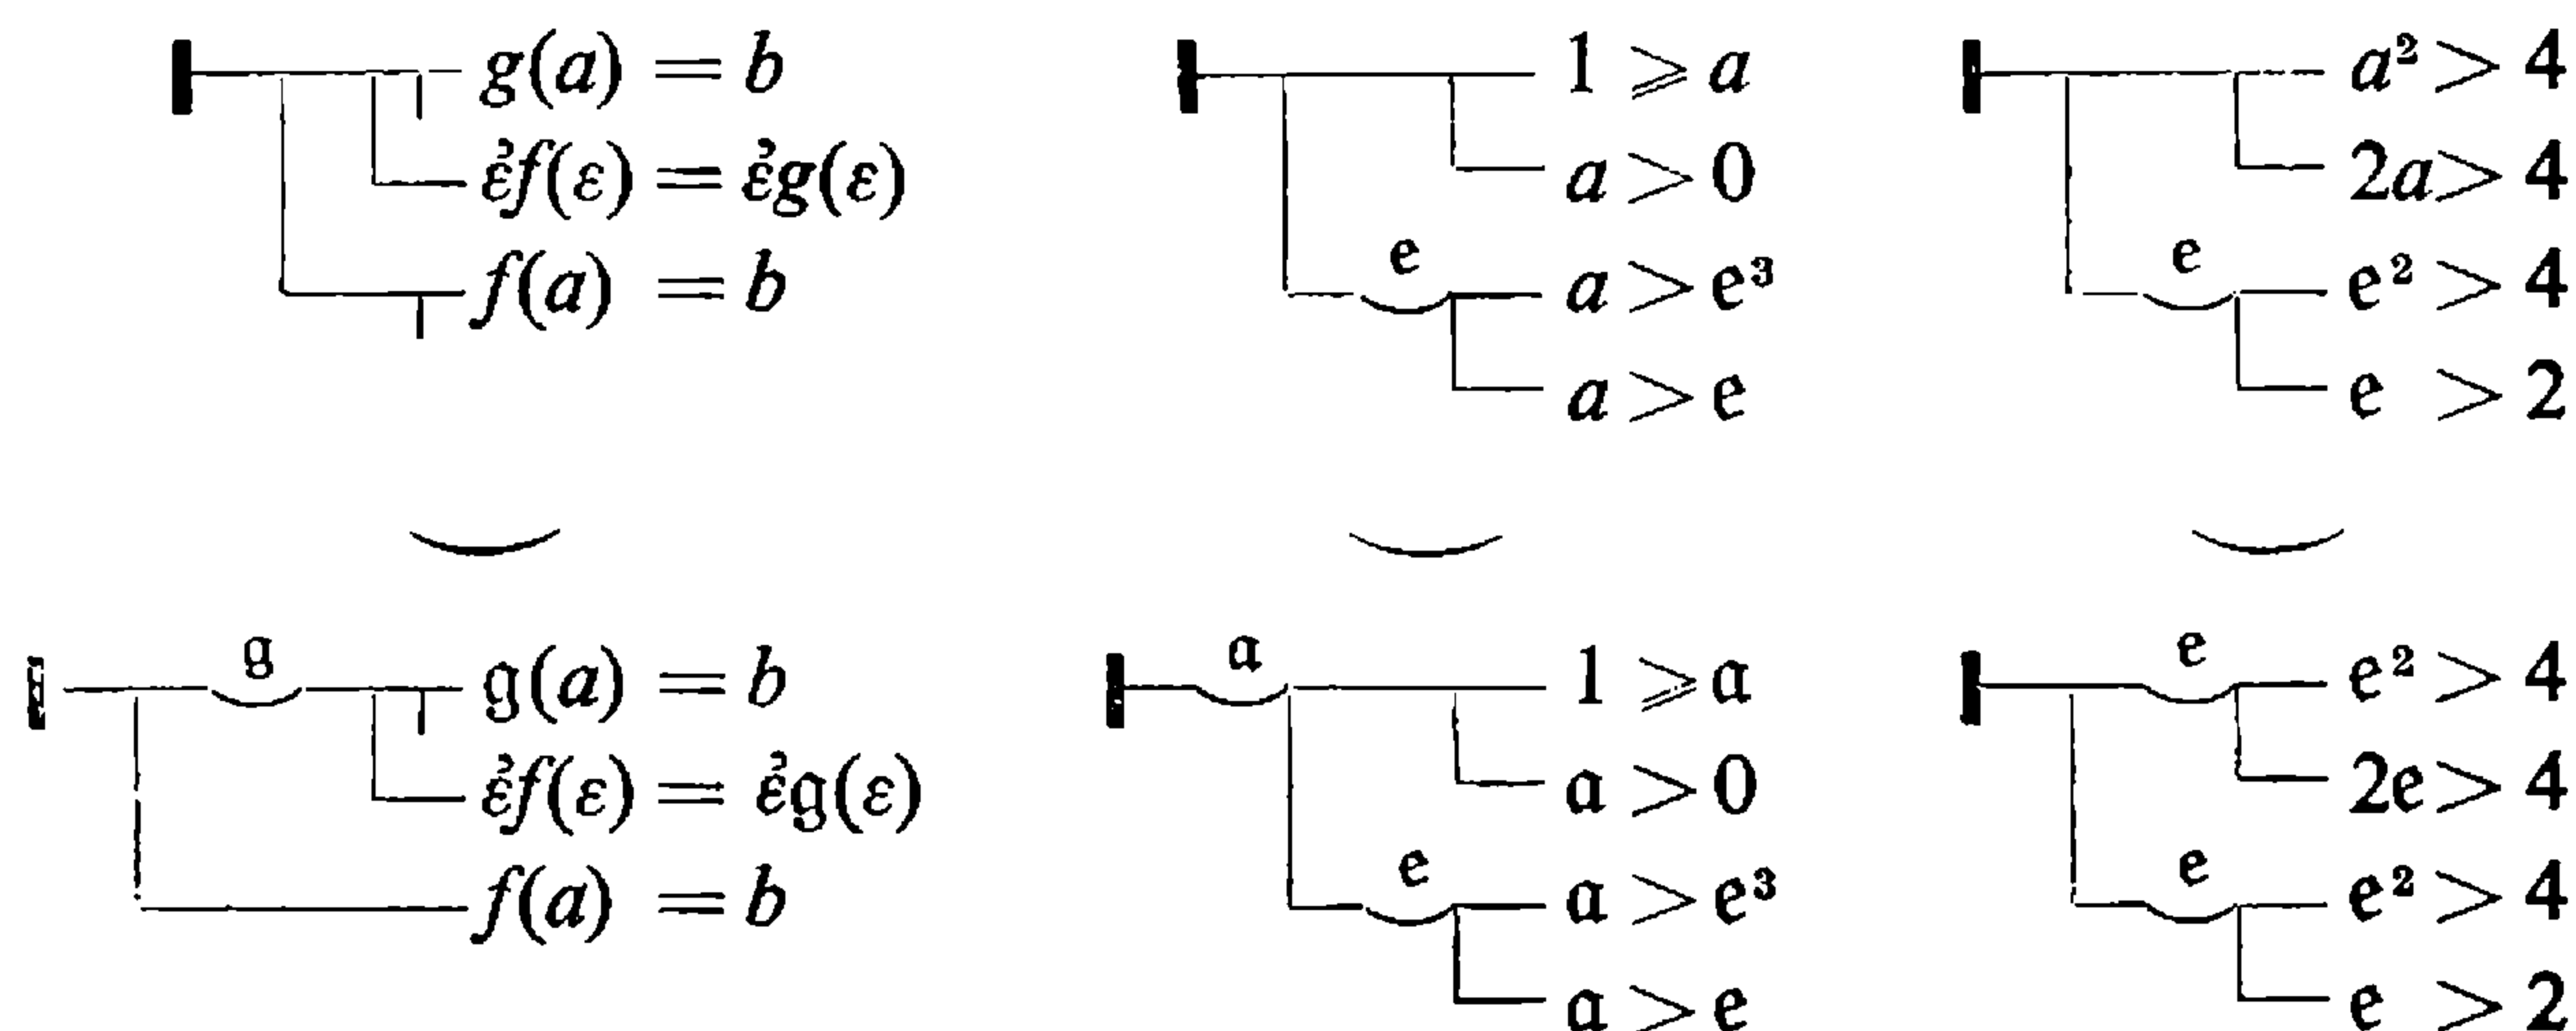 g(a) = b
ἐf(ε) = ἐg(ε)
f(a) = b
1 ⩾ a
a > 0
e
a > e³
a > e
a² > 4
2a > 4
e
e² > 4
e > 2
g
𝔤(a) = b
ἐf(ε) = ἐ𝔤(ε)
f(a) = b
𝔞
1 ⩾ 𝔞
𝔞 > 0
e
𝔞 > e³
𝔞 > e
e
e² > 4
2e > 4
e
e² > 4
e > 2